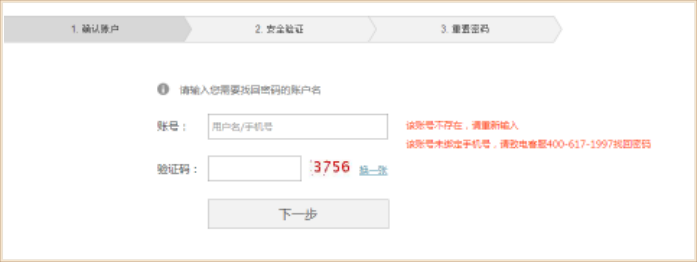 1. 确认账户
2. 安全验证
3. 重置密码
请输入您需要找回密码的账户名
账号：
用户名/手机号
该账号不存在，请重新输入
该账号未绑定手机号，请致电客服400-617-1997找回密码
验证码：
3756
换一张
下一步